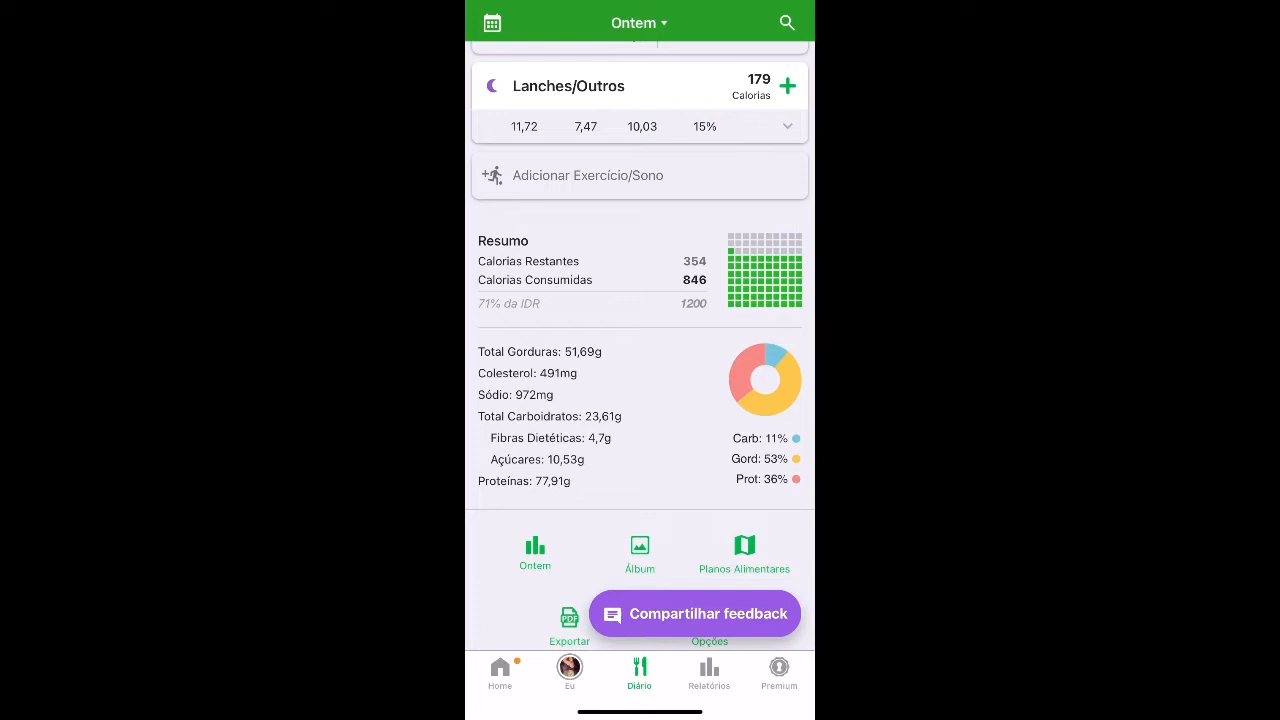 Ontem
Lanches/Outros
179
Calorias
11,72 7,47 10,03 15%
Adicionar Exercício/Sono
Resumo
Calorias Restantes 354
Calorias Consumidas 846
71% da IDR 1200
Total Gorduras: 51,69g
Colesterol: 491mg
Sódio: 972mg
Total Carboidratos: 23,61g
Fibras Dietéticas: 4,7g
Açúcares: 10,53g
Proteínas: 77,91g
Carb: 11%
Gord: 53%
Prot: 36%
Ontem
Álbum
Planos Alimentares
PDF
Compartilhar feedback
Exportar
Opções
Home
Eu
Diário
Relatórios
Premium